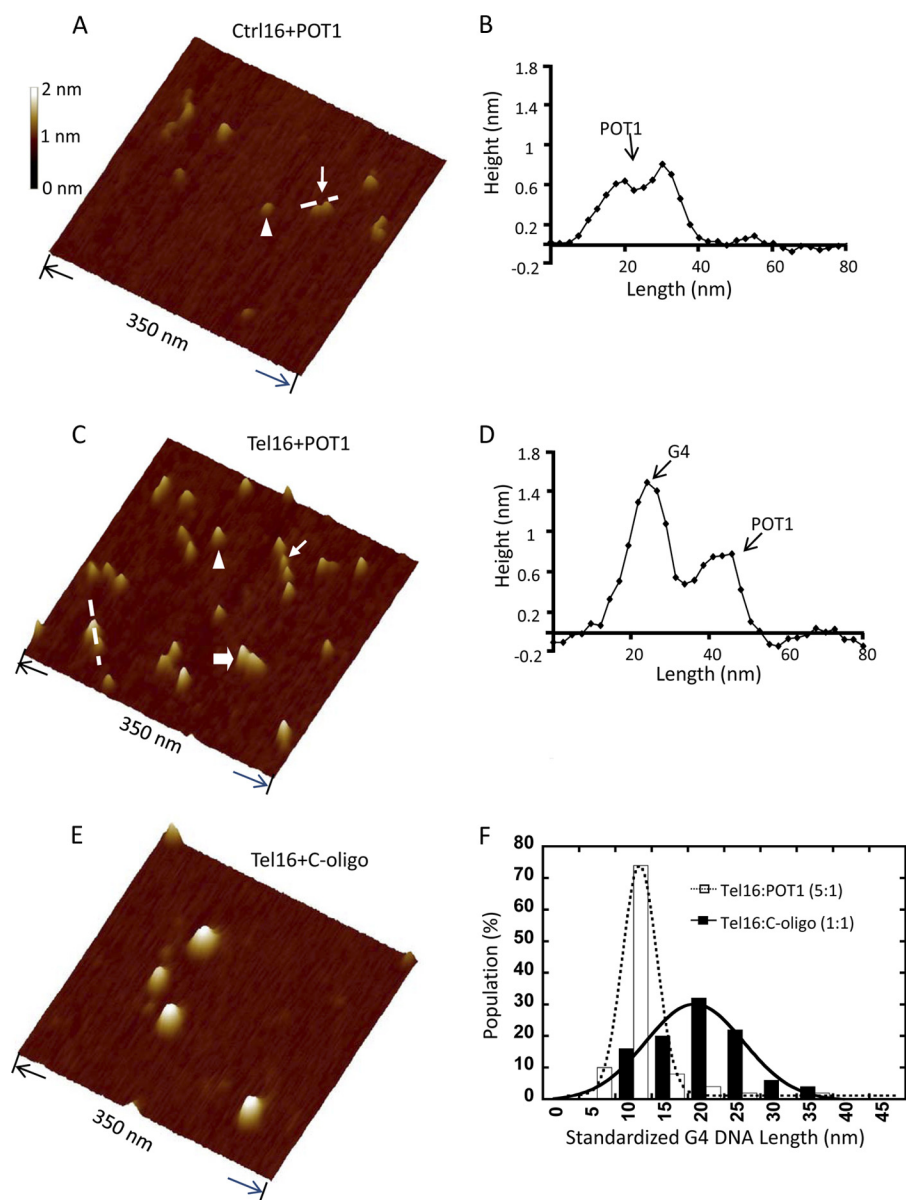 A
Ctrl16+POT1
2 nm
1 nm
0 nm
350 nm
B
Height (nm)
1.8
1.4
1
0.6
0.2
-0.2
POT1
20
40
60
80
Length (nm)
C
Tel16+POT1
350 nm
D
Height (nm)
1.8
1.4
1
0.6
0.2
-0.2
G4
POT1
20
40
60
80
Length (nm)
E
Tel16+C-oligo
350 nm
F
Population (%)
80
70
60
50
40
30
20
10
0
Tel16:POT1 (5:1)
Tel16:C-oligo (1:1)
0 5 10 15 20 25 30 35 40 45
Standardized G4 DNA Length (nm)